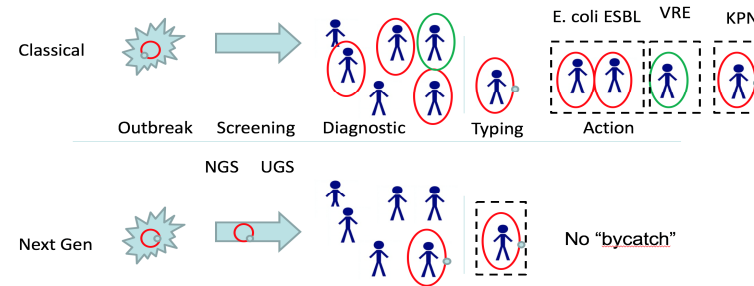 E. coli ESBL VRE KPN
Classical
Outbreak Screening Diagnostic Typing Action
NGS UGS
Next Gen
No “bycatch”